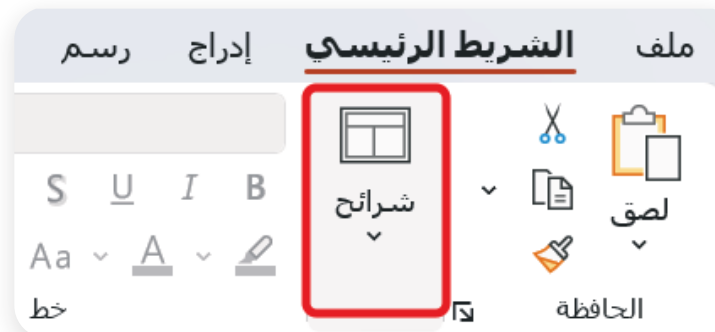 ملف الشريط الرئيسي إدراج رسم
لصق
شرائح
B I U S
A Aa
الحافظة
خط